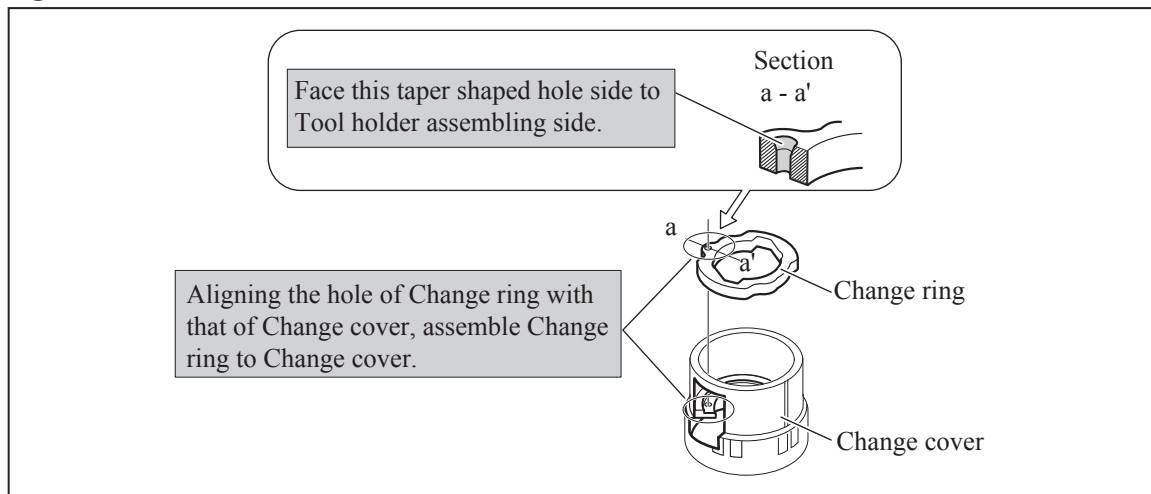 Face this taper shaped hole side to
Tool holder assembling side.
Section
a - a'
a
a'
Change ring
Aligning the hole of Change ring with
that of Change cover, assemble Change
ring to Change cover.
Change cover